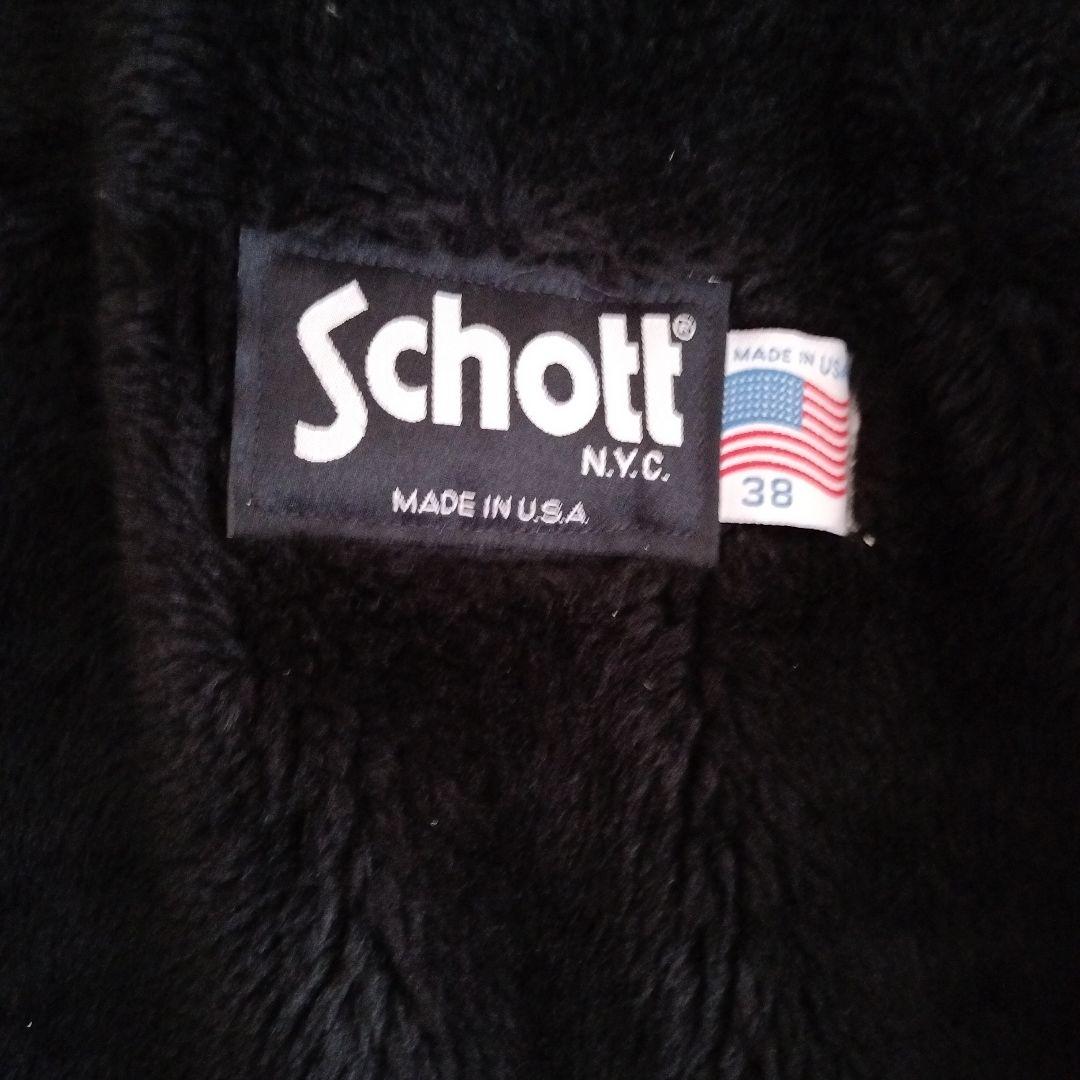 Schott®
N.Y.C.
MADE IN U.S.A.
MADE IN USA
38